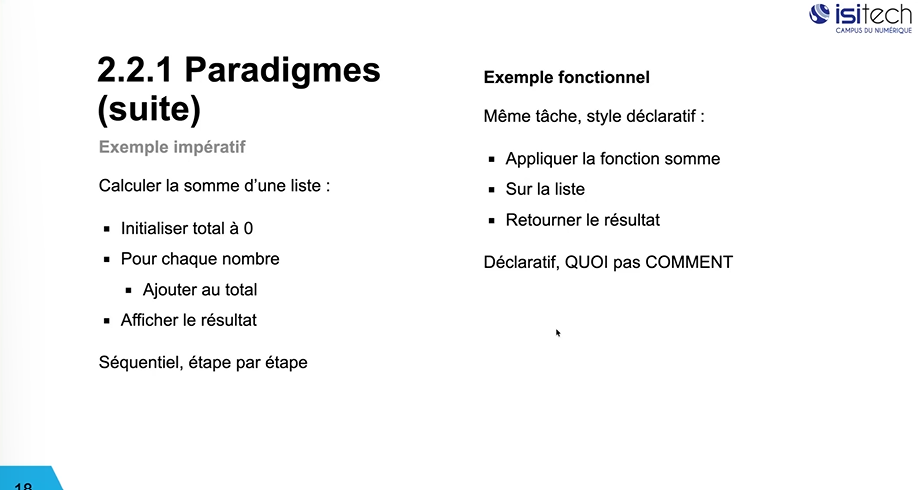 isitech
CAMPUS DU NUMÉRIQUE
2.2.1 Paradigmes
(suite)
Exemple impératif
Calculer la somme d’une liste :
▪ Initialiser total à 0
▪ Pour chaque nombre
▪ Ajouter au total
▪ Afficher le résultat
Séquentiel, étape par étape
Exemple fonctionnel
Même tâche, style déclaratif :
▪ Appliquer la fonction somme
▪ Sur la liste
▪ Retourner le résultat
Déclaratif, QUOI pas COMMENT
18